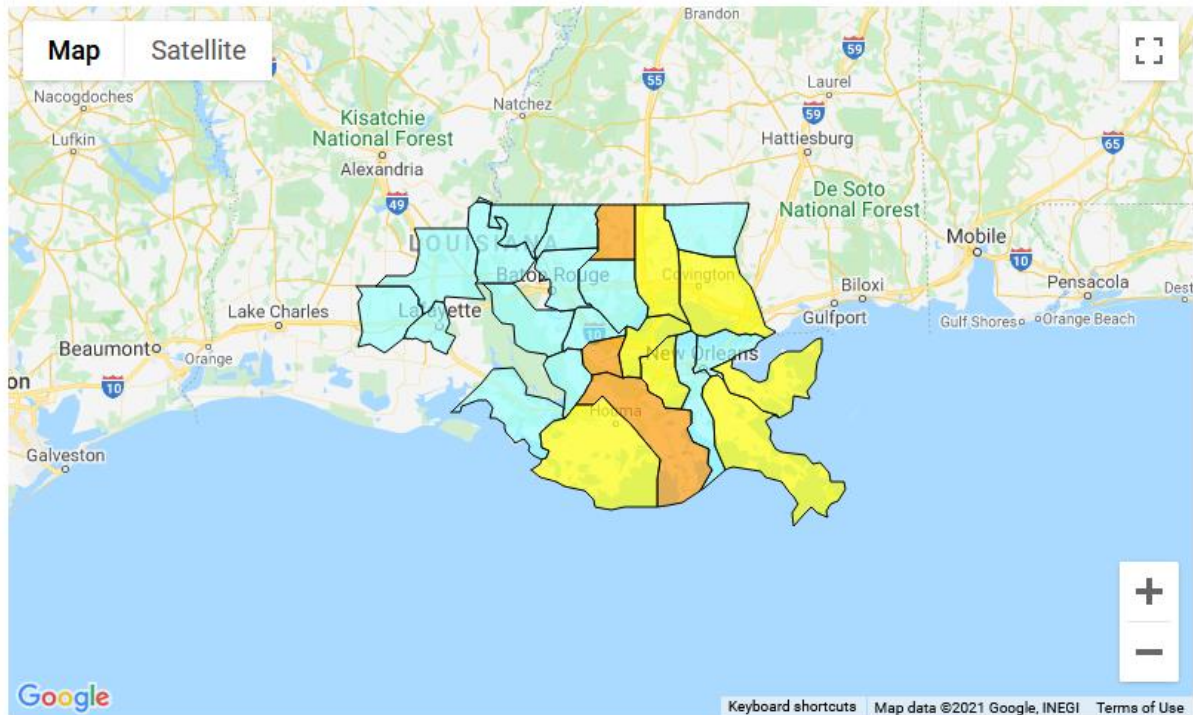 Map
Satellite
Brandon
55
59
Nacogdoches
Natchez
Laurel
Kisatchie
National Forest
59
Lufkin
Hattiesburg
65
Alexandria
De Soto
National Forest
49
LOUISIANA
Mobile
10
Baton Rouge
Covington
Biloxi
Pensacola
Dest
Lake Charles
Lafayette
Gulfport
Gulf Shores
Orange Beach
Beaumont
Orange
10
New Orleans
on
10
Houma
Galveston
+
−
Google
Keyboard shortcuts
Map data ©2021 Google, INEGI
Terms of Use